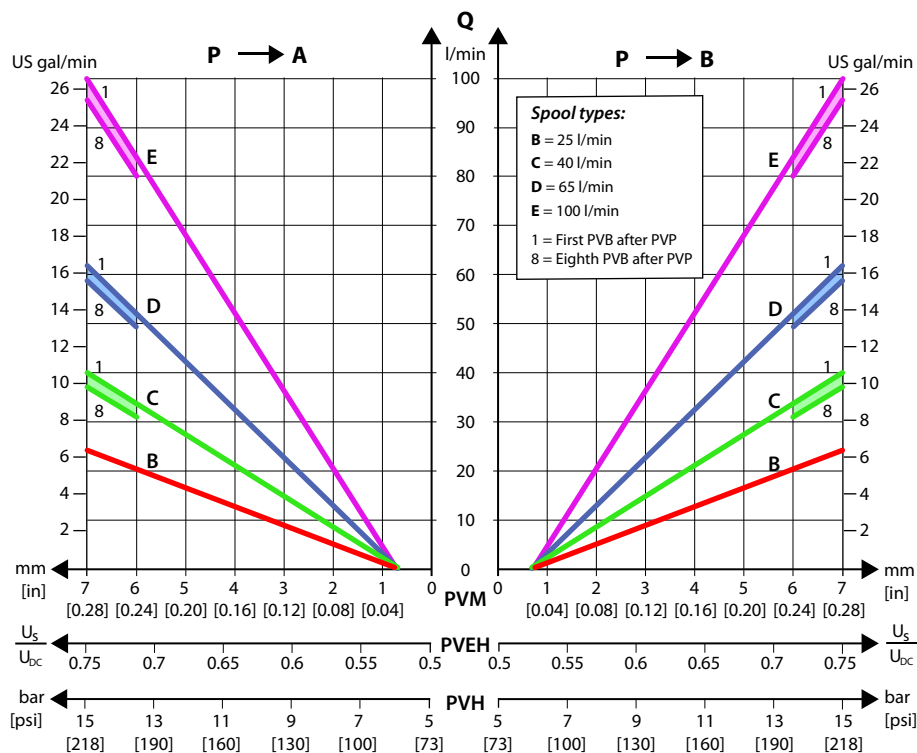 Q
P A
P B
US gal/min
l/min
US gal/min
26
24
22
20
18
16
14
12
10
8
6
4
2
100
90
80
70
60
50
40
30
20
10
0
26
24
22
20
18
16
14
12
10
8
6
4
2
1
8
E
1
8
D
1
8
C
B
Spool types:
B = 25 l/min
C = 40 l/min
D = 65 l/min
E = 100 l/min
1 = First PVB after PVP
8 = Eighth PVB after PVP
1
8
E
1
8
D
1
8
C
B
mm 7 6 5 4 3 2 1 0 0 1 2 3 4 5 6 7 mm
[in] [0.28] [0.24] [0.20] [0.16] [0.12] [0.08] [0.04] PVM [0.04] [0.08] [0.12] [0.16] [0.20] [0.24] [0.28] [in]
US PVEH US
UDC 0.75 0.7 0.65 0.6 0.55 0.5 0.5 0.55 0.6 0.65 0.7 0.75 UDC
bar PVH bar
[psi] 15 13 11 9 7 5 5 7 9 11 13 15 [psi]
[218] [190] [160] [130] [100] [73] [73] [100] [130] [160] [190] [218]